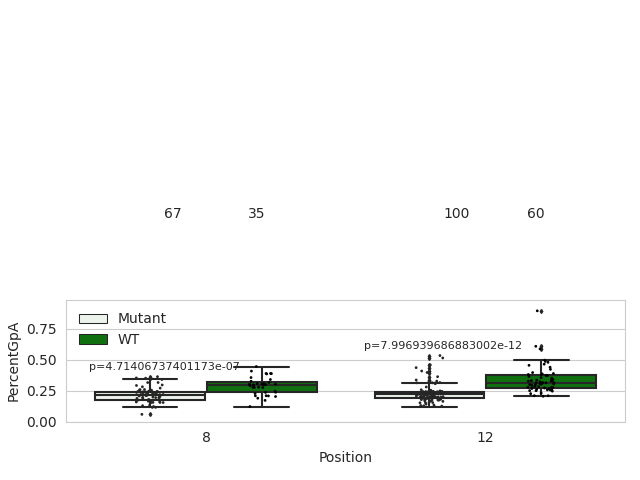 67 35 100 60
Mutant
WT
PercentGpA
0.75
0.50
0.25
0.00
p=4.71406737401173e-07
p=7.996939686883002e-12
8 12
Position